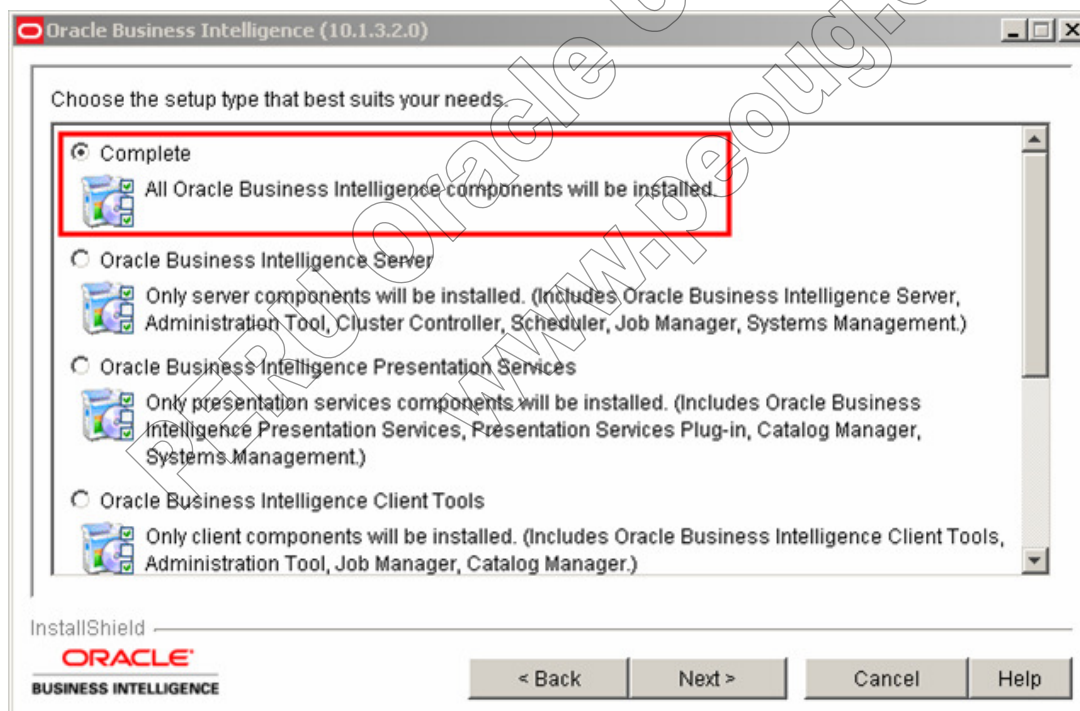 Oracle Business Intelligence (10.1.3.2.0)
Choose the setup type that best suits your needs.
Complete
All Oracle Business Intelligence components will be installed.
Oracle Business Intelligence Server
Only server components will be installed. (Includes Oracle Business Intelligence Server,
Administration Tool, Cluster Controller, Scheduler, Job Manager, Systems Management.)
Oracle Business Intelligence Presentation Services
Only presentation services components will be installed. (Includes Oracle Business
Intelligence Presentation Services, Presentation Services Plug-in, Catalog Manager,
Systems Management.)
Oracle Business Intelligence Client Tools
Only client components will be installed. (Includes Oracle Business Intelligence Client Tools,
Administration Tool, Job Manager, Catalog Manager.)
InstallShield
ORACLE
BUSINESS INTELLIGENCE
< Back
Next >
Cancel
Help
PERU Oracle
www.peoug.